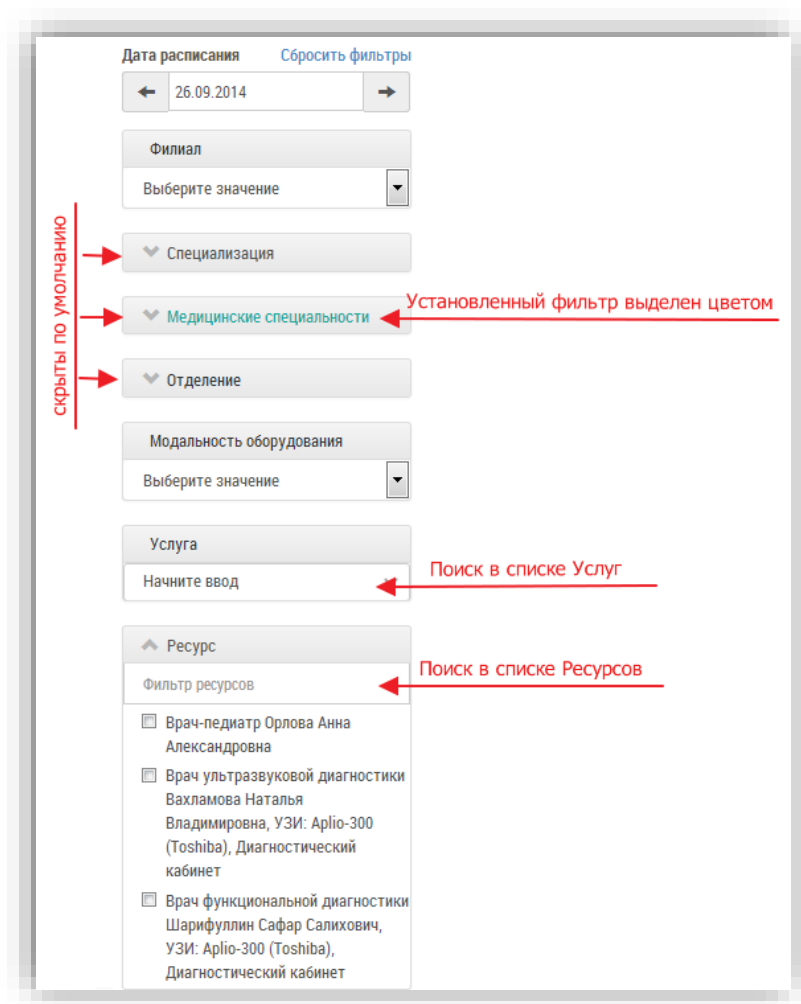 Дата расписания Сбросить фильтры
26.09.2014
Филиал
Выберите значение
скрыты по умолчанию
Специализация
Медицинские специальности
Установленный фильтр выделен цветом
Отделение
Модальность оборудования
Выберите значение
Услуга
Начните ввод
Поиск в списке Услуг
Ресурс
Фильтр ресурсов
Поиск в списке Ресурсов
Врач-педиатр Орлова Анна
Александровна
Врач ультразвуковой диагностики
Вахламова Наталья
Владимировна, УЗИ: Aplio-300
(Toshiba), Диагностический
кабинет
Врач функциональной диагностики
Шарифуллин Сафар Салихович,
УЗИ: Aplio-300 (Toshiba),
Диагностический кабинет